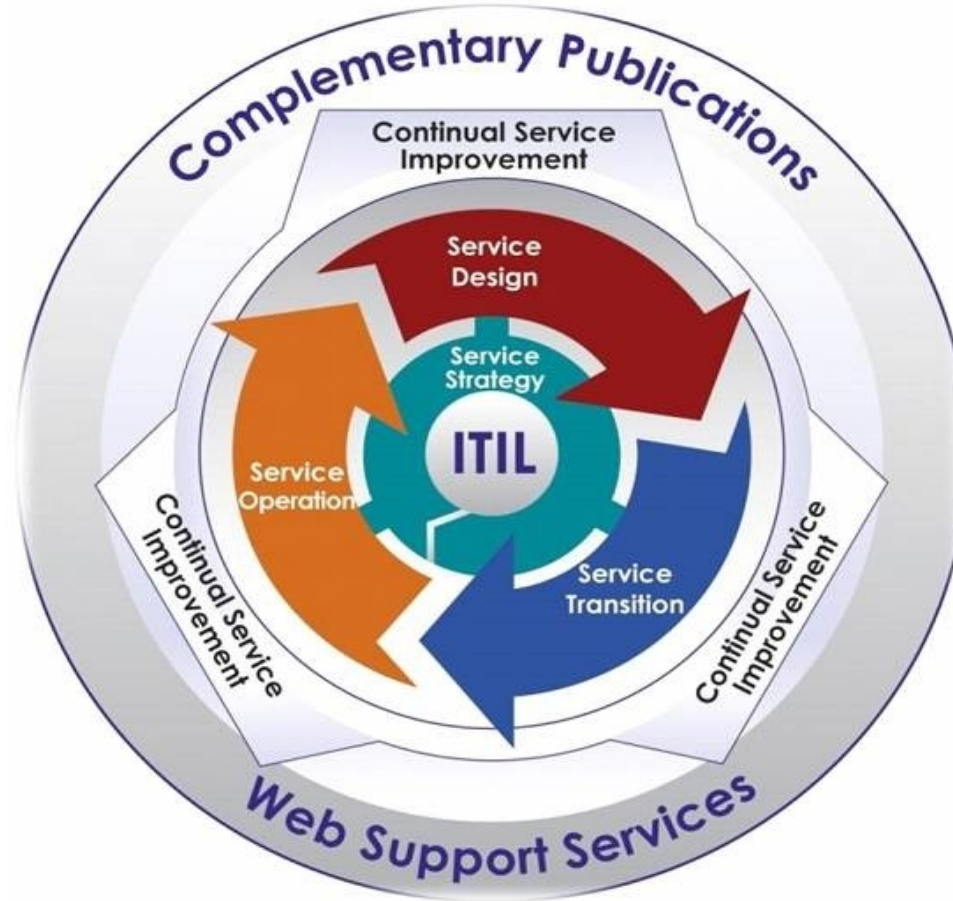 Complementary Publications
Continual Service
Improvement
Service
Design
Service
Strategy
ITIL
Service
Operation
Service
Transition
Continual Service
Improvement
Continual Service
Improvement
Web Support Services